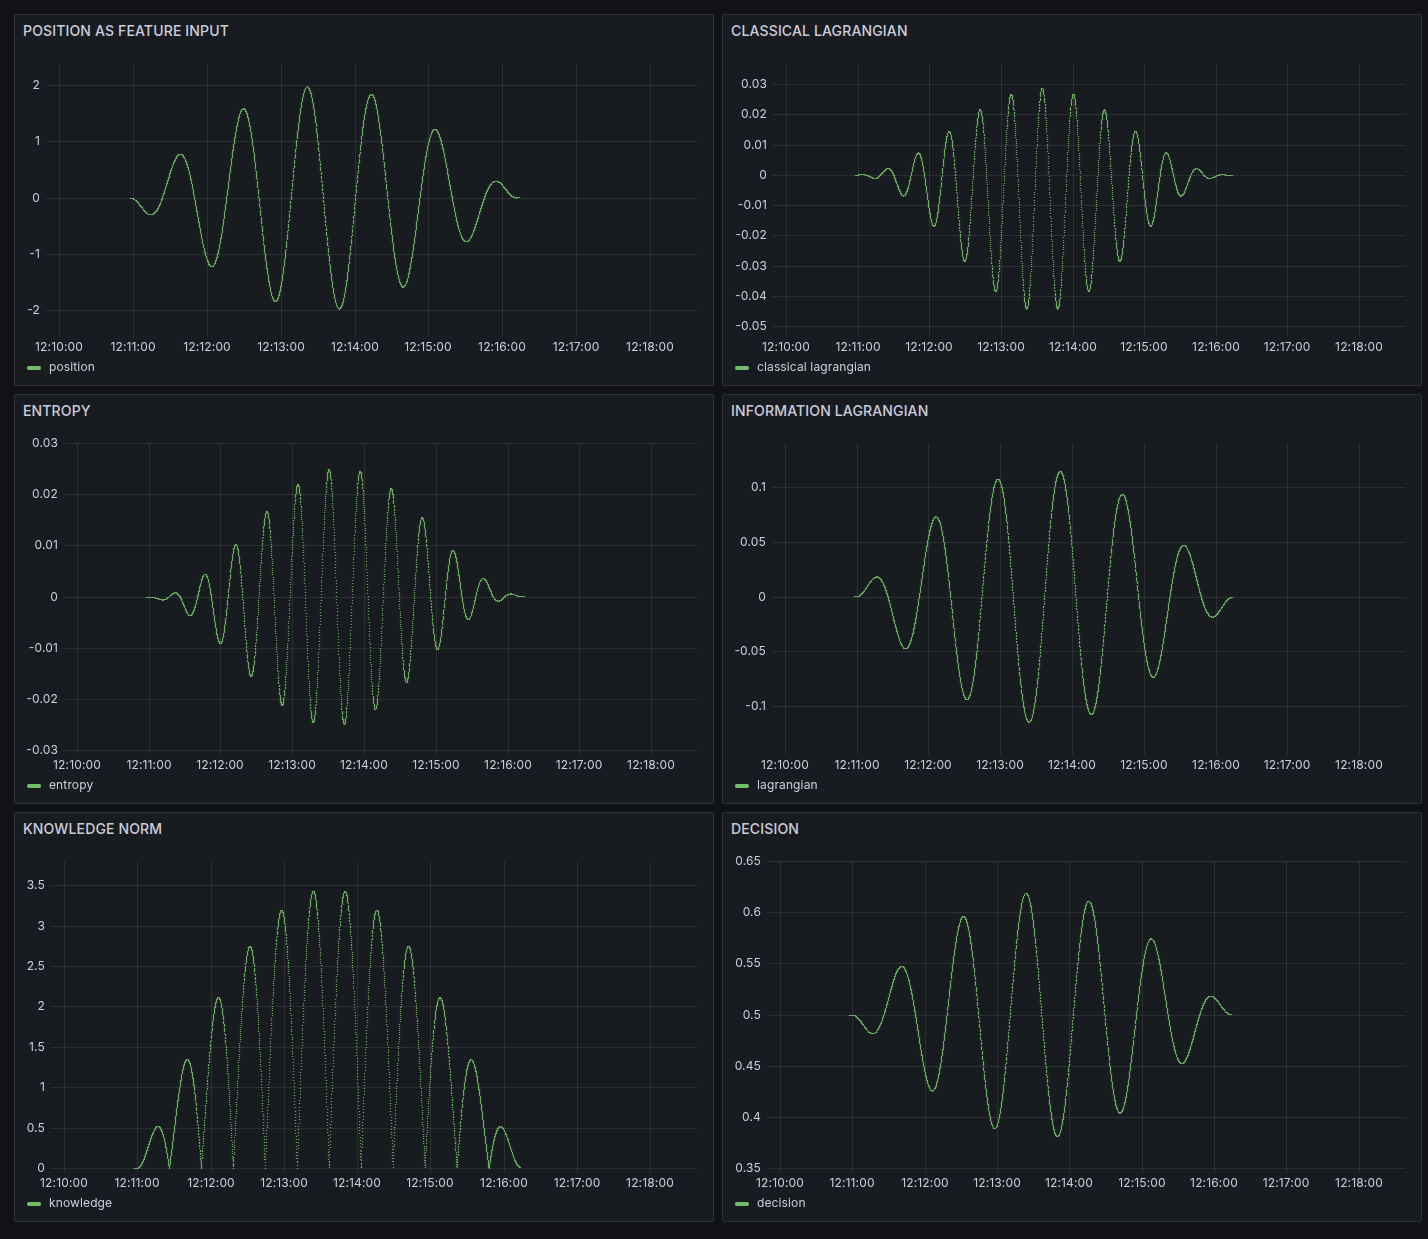 POSITION AS FEATURE INPUT
2
1
0
-1
-2
12:10:00 12:11:00 12:12:00 12:13:00 12:14:00 12:15:00 12:16:00 12:17:00 12:18:00
position
CLASSICAL LAGRANGIAN
0.03
0.02
0.01
0
-0.01
-0.02
-0.03
-0.04
-0.05
12:10:00 12:11:00 12:12:00 12:13:00 12:14:00 12:15:00 12:16:00 12:17:00 12:18:00
classical lagrangian
ENTROPY
0.03
0.02
0.01
0
-0.01
-0.02
-0.03
12:10:00 12:11:00 12:12:00 12:13:00 12:14:00 12:15:00 12:16:00 12:17:00 12:18:00
entropy
INFORMATION LAGRANGIAN
0.1
0.05
0
-0.05
-0.1
12:10:00 12:11:00 12:12:00 12:13:00 12:14:00 12:15:00 12:16:00 12:17:00 12:18:00
lagrangian
KNOWLEDGE NORM
3.5
3
2.5
2
1.5
1
0.5
0
12:10:00 12:11:00 12:12:00 12:13:00 12:14:00 12:15:00 12:16:00 12:17:00 12:18:00
knowledge
DECISION
0.65
0.6
0.55
0.5
0.45
0.4
0.35
12:10:00 12:11:00 12:12:00 12:13:00 12:14:00 12:15:00 12:16:00 12:17:00 12:18:00
decision